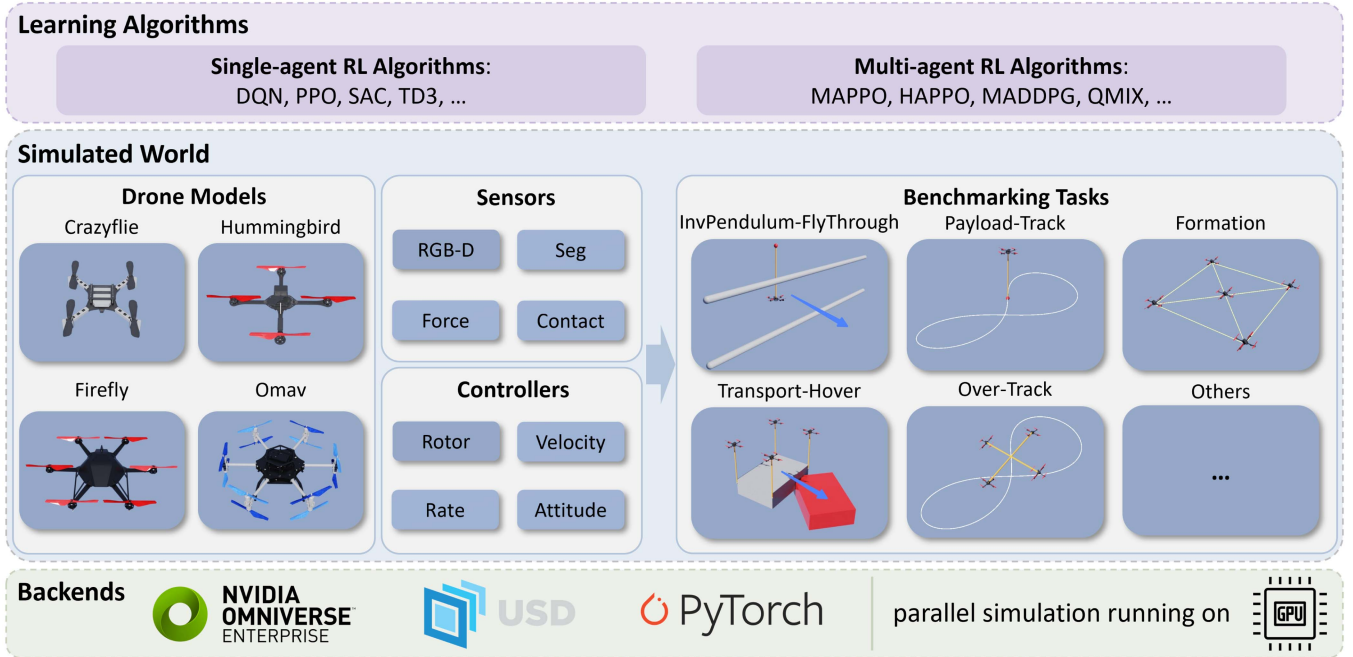 Learning Algorithms
Single-agent RL Algorithms:
DQN, PPO, SAC, TD3, ...
Multi-agent RL Algorithms:
MAPPO, HAPPO, MADDPG, QMIX, ...
Simulated World
Drone Models
Crazyflie
Hummingbird
Firefly
Omav
Sensors
RGB-D
Seg
Force
Contact
Controllers
Rotor
Velocity
Rate
Attitude
Benchmarking Tasks
InvPendulum-FlyThrough
Payload-Track
Formation
Transport-Hover
Over-Track
Others
...
Backends
NVIDIA
OMNIVERSE™
ENTERPRISE
USD
PyTorch
parallel simulation running on
GPU